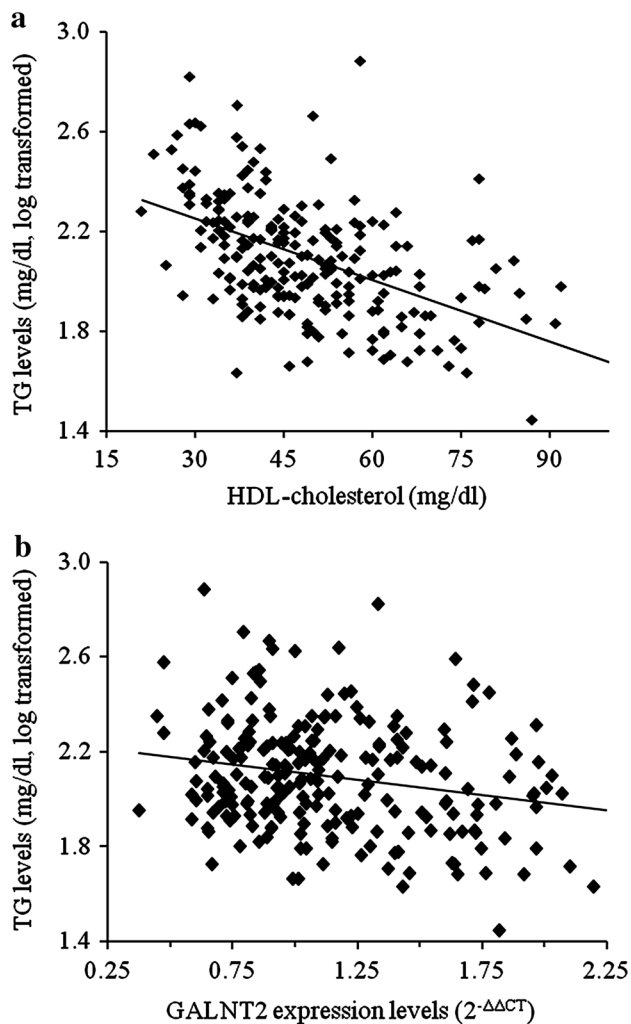 a
TG levels (mg/dl, log transformed)
3.0
2.6
2.2
1.8
1.4
15 30 45 60 75 90
HDL-cholesterol (mg/dl)
b
TG levels (mg/dl, log transformed)
3.0
2.6
2.2
1.8
1.4
0.25 0.75 1.25 1.75 2.25
GALNT2 expression levels (2^-ΔΔCT)